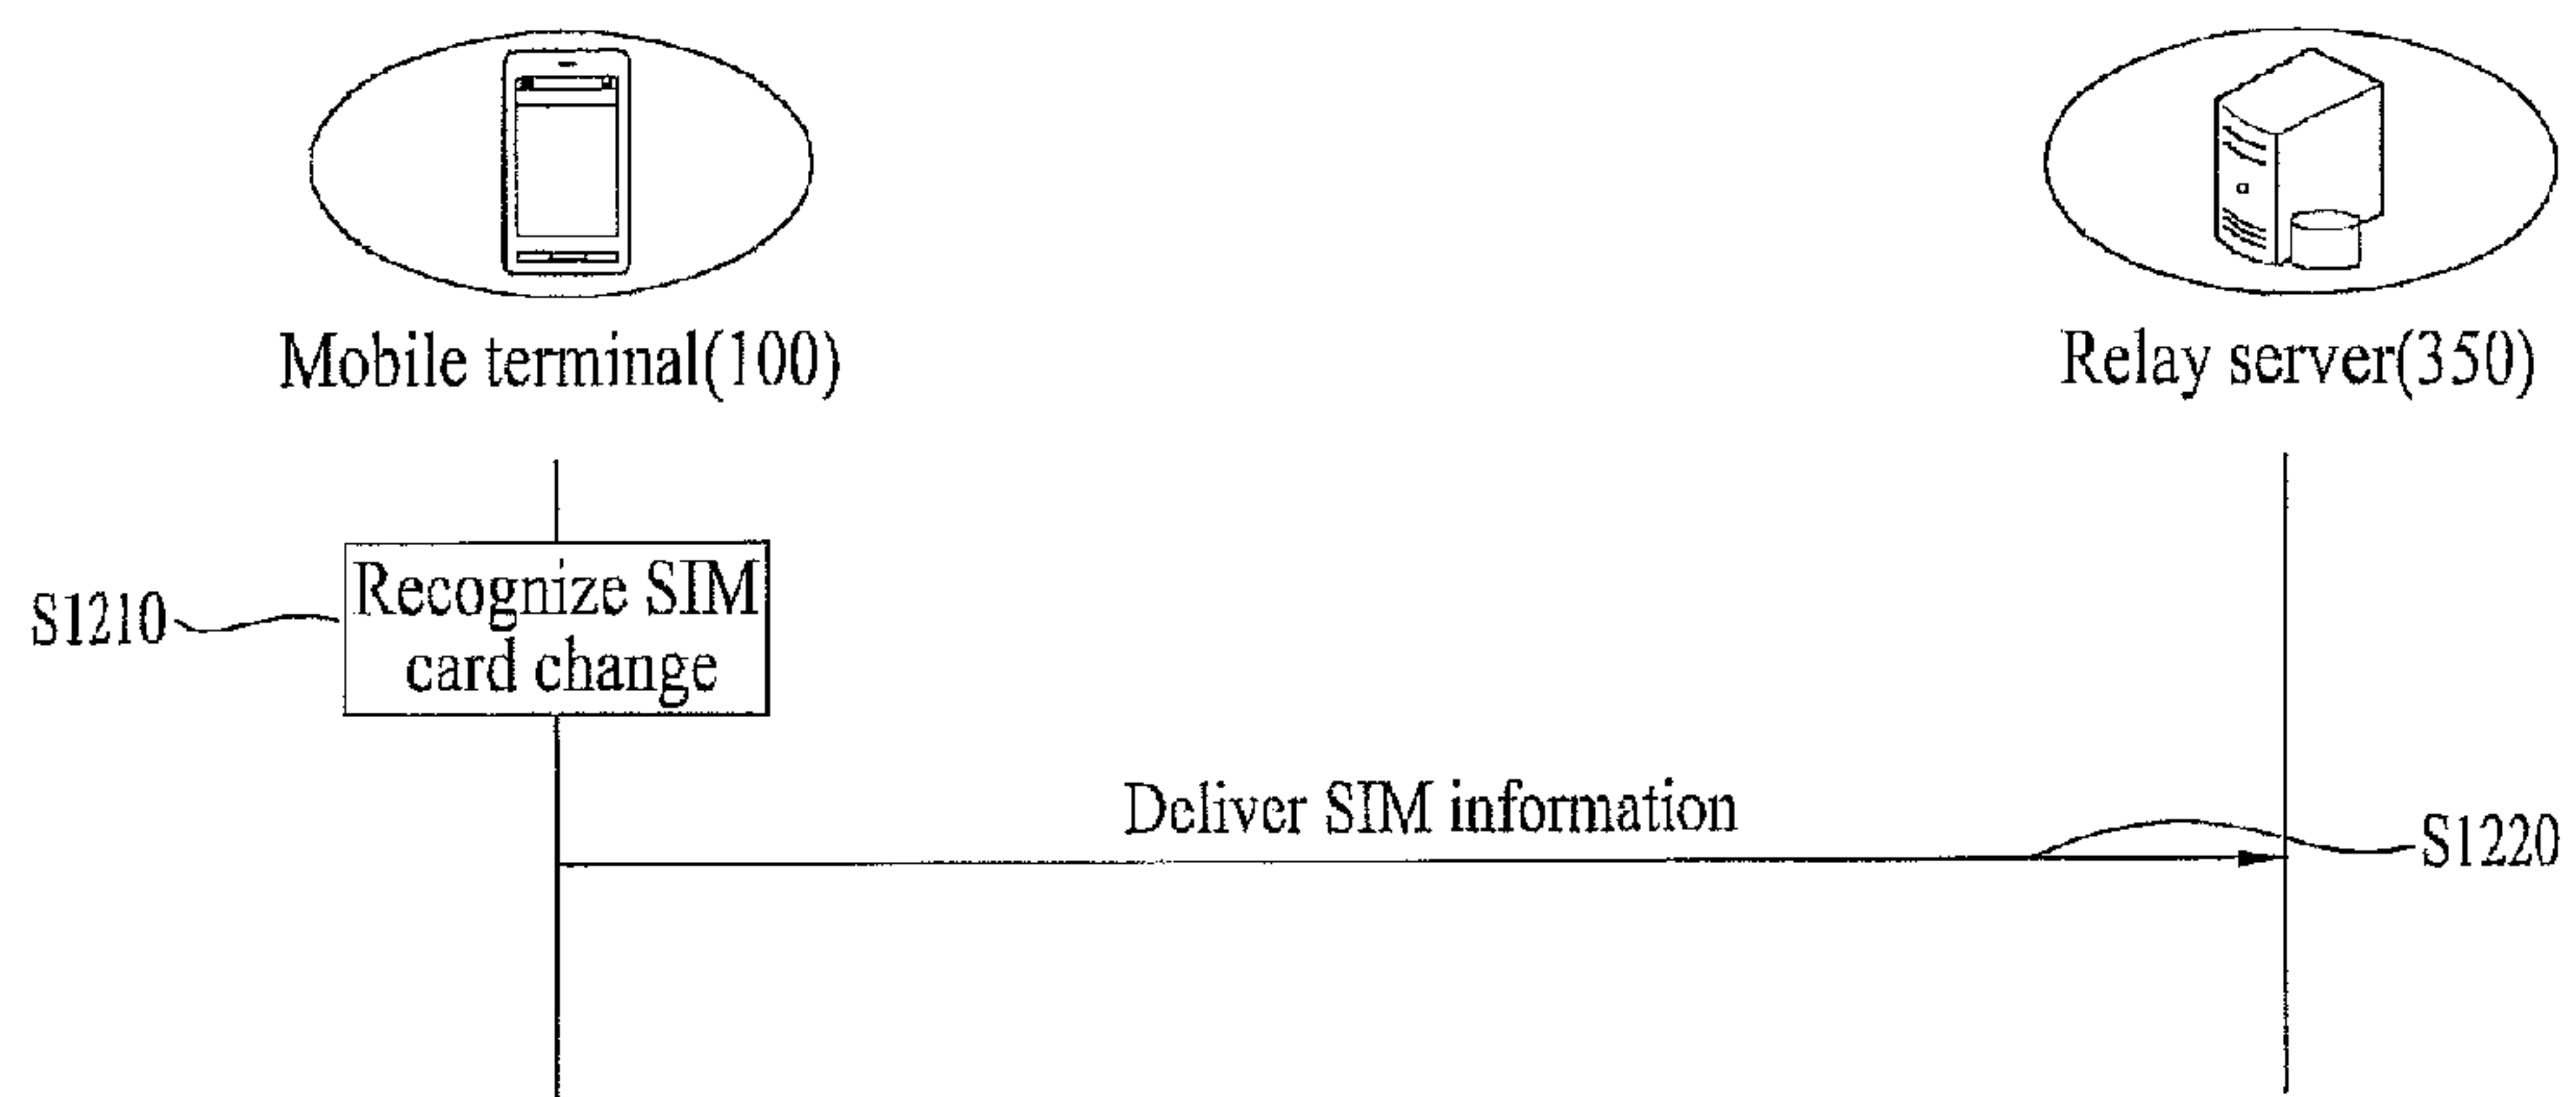 Mobile terminal(100)
Relay server(350)
S1210
Recognize SIM
card change
Deliver SIM information
S1220